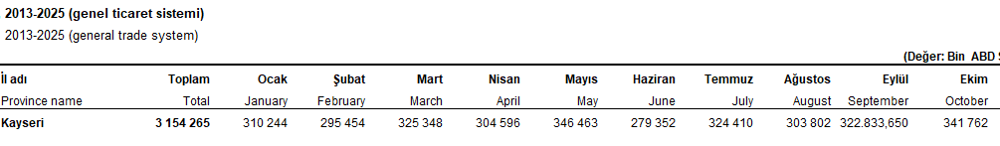 2013-2025 (genel ticaret sistemi)
2013-2025 (general trade system)
(Değer: Bin ABD $
İl adı Toplam Ocak Şubat Mart Nisan Mayıs Haziran Temmuz Ağustos Eylül Ekim
Province name Total January February March April May June July August September October
Kayseri 3 154 265 310 244 295 454 325 348 304 596 346 463 279 352 324 410 303 802 322.833,650 341 762